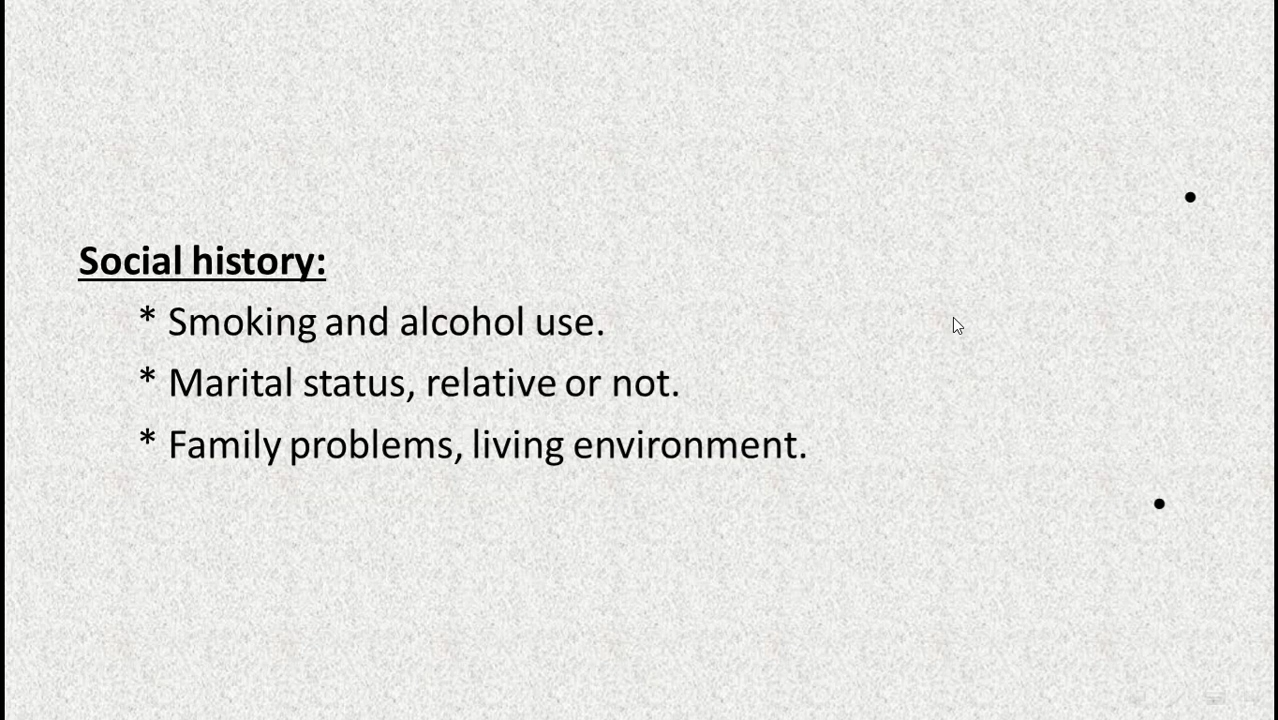 •
Social history:
* Smoking and alcohol use.
* Marital status, relative or not.
* Family problems, living environment.
•